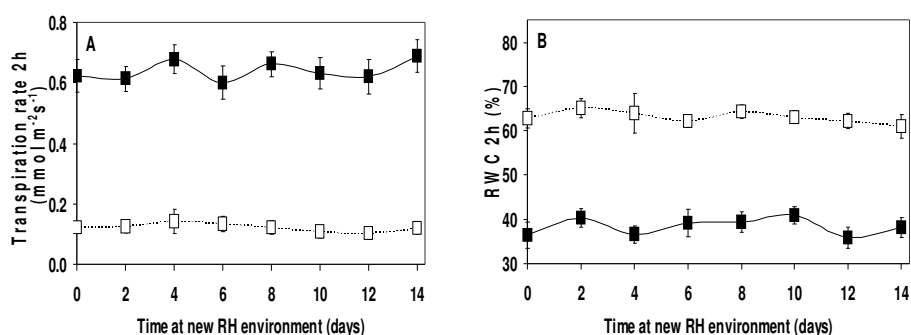 A
Transpiration rate 2h
(mmol m⁻² s⁻¹)
0.8
0.6
0.4
0.2
0.0
0 2 4 6 8 10 12 14
Time at new RH environment (days)
B
RWC 2h (%)
80
70
60
50
40
30
0 2 4 6 8 10 12 14
Time at new RH environment (days)